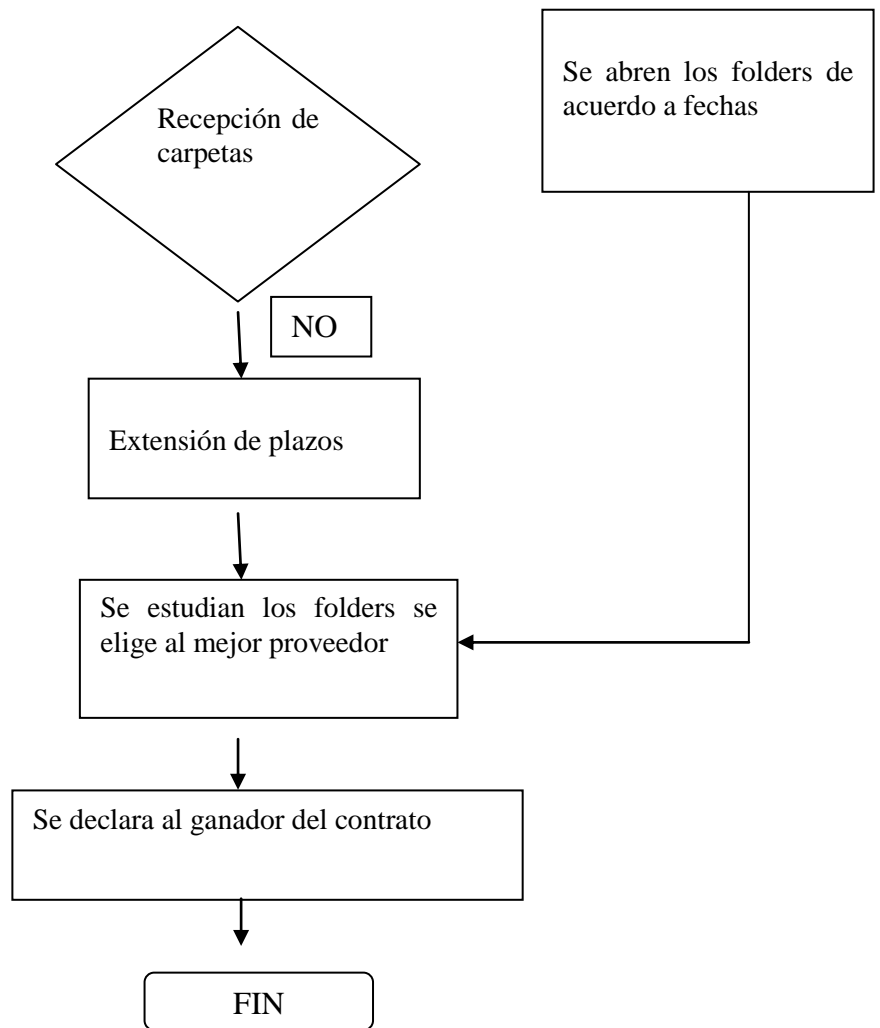 Recepción de
carpetas
Se abren los folders de
acuerdo a fechas
NO
Extensión de plazos
Se estudian los folders se
elige al mejor proveedor
Se declara al ganador del contrato
FIN